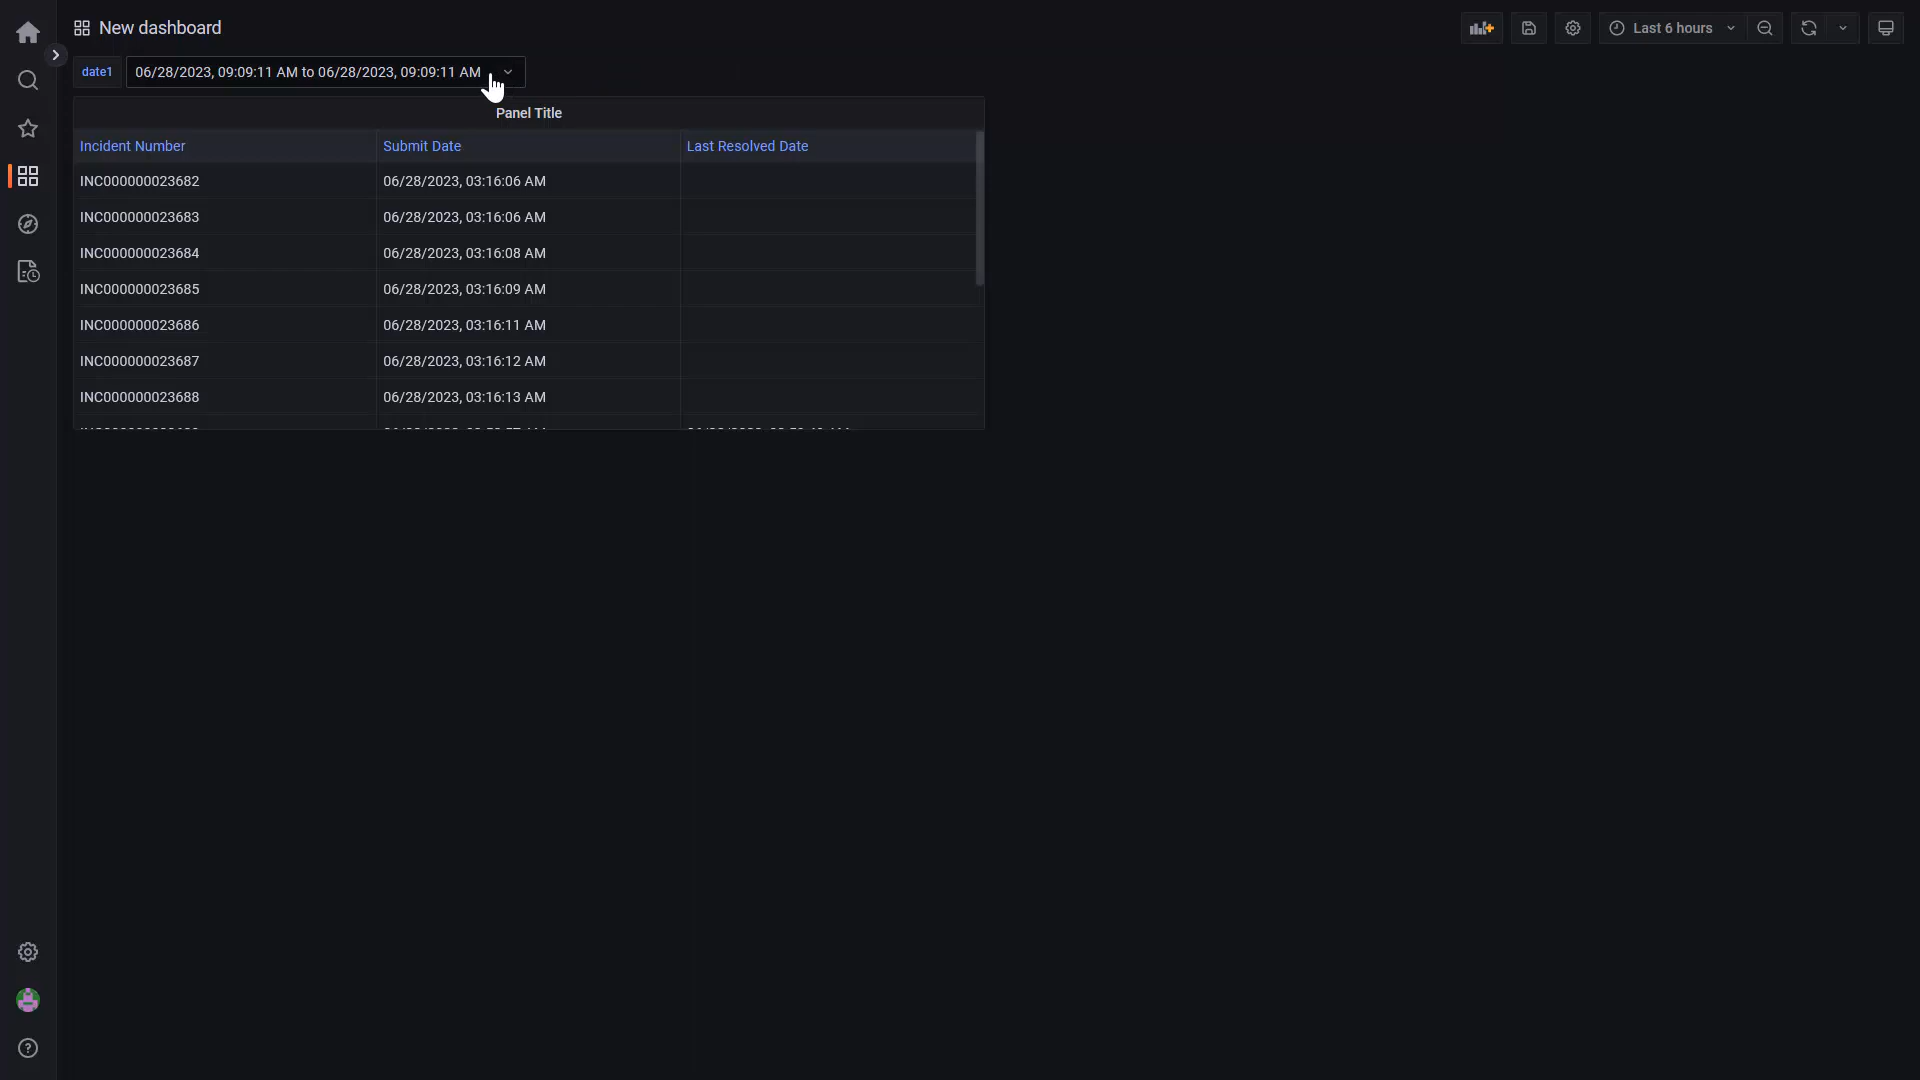 New dashboard
Last 6 hours
date1 06/28/2023, 09:09:11 AM to 06/28/2023, 09:09:11 AM
Panel Title
Incident Number Submit Date Last Resolved Date
INC000000023682 06/28/2023, 03:16:06 AM
INC000000023683 06/28/2023, 03:16:06 AM
INC000000023684 06/28/2023, 03:16:08 AM
INC000000023685 06/28/2023, 03:16:09 AM
INC000000023686 06/28/2023, 03:16:11 AM
INC000000023687 06/28/2023, 03:16:12 AM
INC000000023688 06/28/2023, 03:16:13 AM